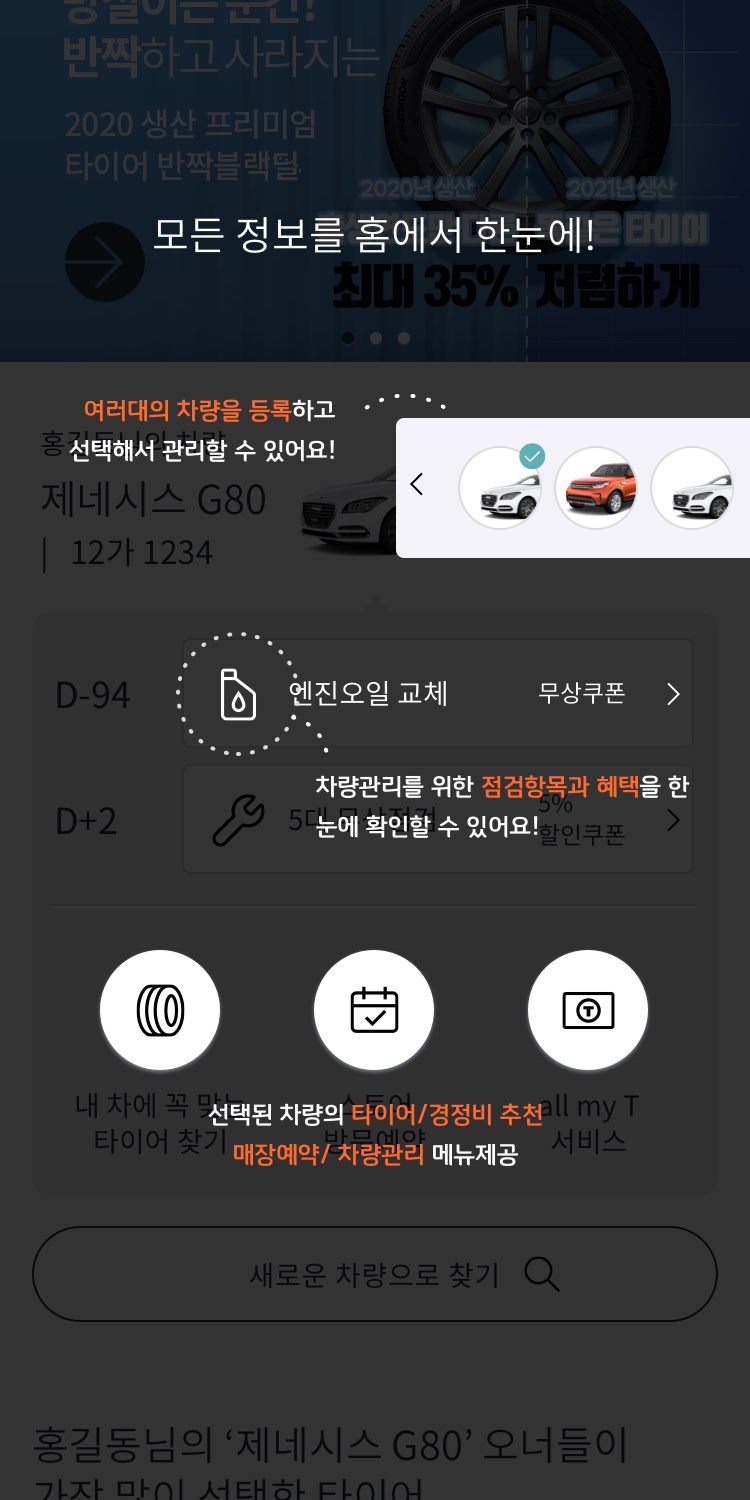 망설이는 순간!
반짝하고 사라지는
2020 생산 프리미엄
타이어 반짝블랙딜
2020년 생산
2021년 생산
은 타이어
모든 정보를 홈에서 한눈에!
최대 35% 저렴하게
여러대의 차량을 등록하고
선택해서 관리할 수 있어요!
홍길동님의 차량
제네시스 G80
| 12가 1234
D-94
엔진오일 교체
무상쿠폰
차량관리를 위한 점검항목과 혜택을 한
눈에 확인할 수 있어요!
D+2
5대 무상점검
5%
할인쿠폰
내 차에 꼭 맞는
타이어 찾기
스토어
방문예약
all my T
서비스
선택된 차량의 타이어/경정비 추천
매장예약/ 차량관리 메뉴제공
새로운 차량으로 찾기
홍길동님의 ‘제네시스 G80’ 오너들이
가장 많이 선택한 타이어